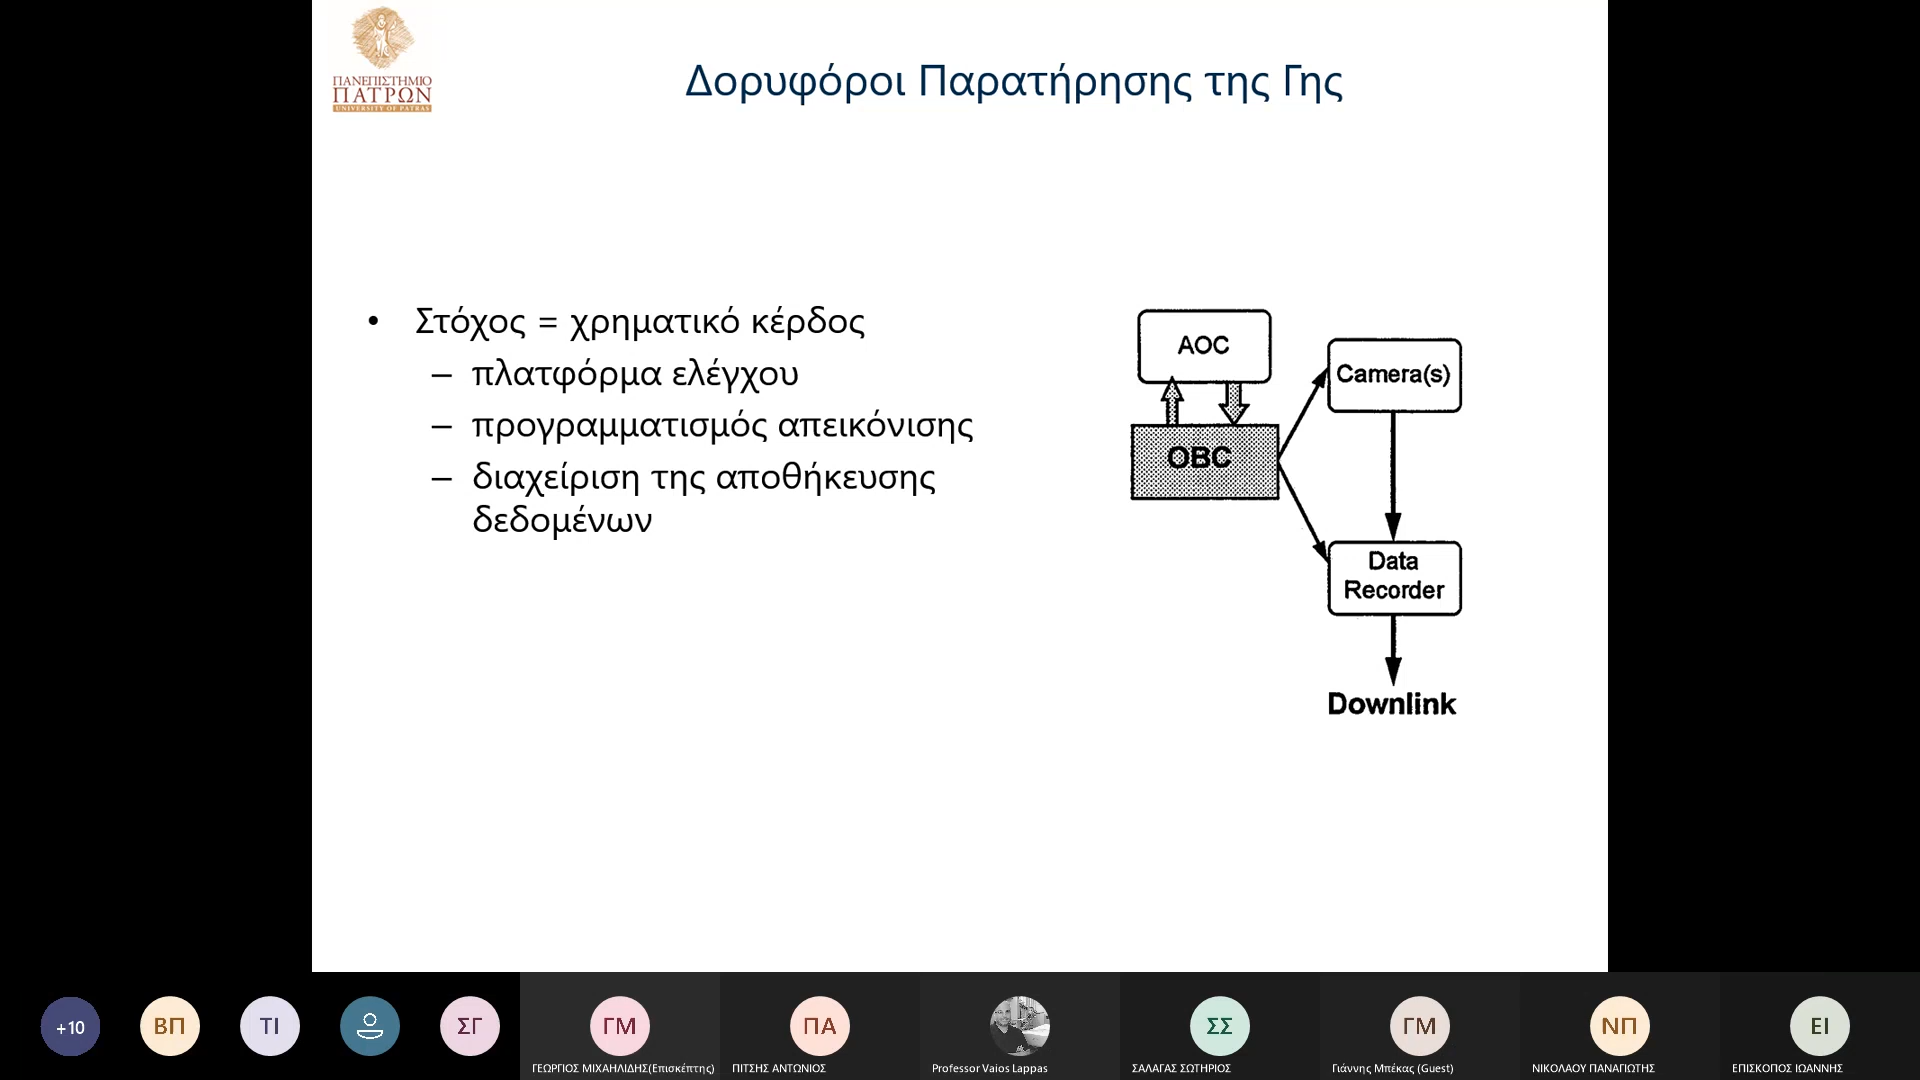 ΠΑΝΕΠΙΣΤΗΜΙΟ
ΠΑΤΡΩΝ
UNIVERSITY OF PATRAS
Δορυφόροι Παρατήρησης της Γης
• Στόχος = χρηματικό κέρδος
– πλατφόρμα ελέγχου
– προγραμματισμός απεικόνισης
– διαχείριση της αποθήκευσης
δεδομένων
AOC
Camera(s)
OBC
Data
Recorder
Downlink
+10
ΒΠ
ΤΙ
ΣΓ
ΓΜ
ΠΑ
ΣΣ
ΓΜ
ΝΠ
ΕΙ
ΓΕΩΡΓΙΟΣ ΜΙΧΑΗΛΙΔΗΣ(Επισκέπτης)
ΠΙΤΣΗΣ ΑΝΤΩΝΙΟΣ
Professor Vaios Lappas
ΣΑΛΑΓΑΣ ΣΩΤΗΡΙΟΣ
Γιάννης Μπέκας (Guest)
ΝΙΚΟΛΑΟΥ ΠΑΝΑΓΙΩΤΗΣ
ΕΠΙΣΚΟΠΟΣ ΙΩΑΝΝΗΣ